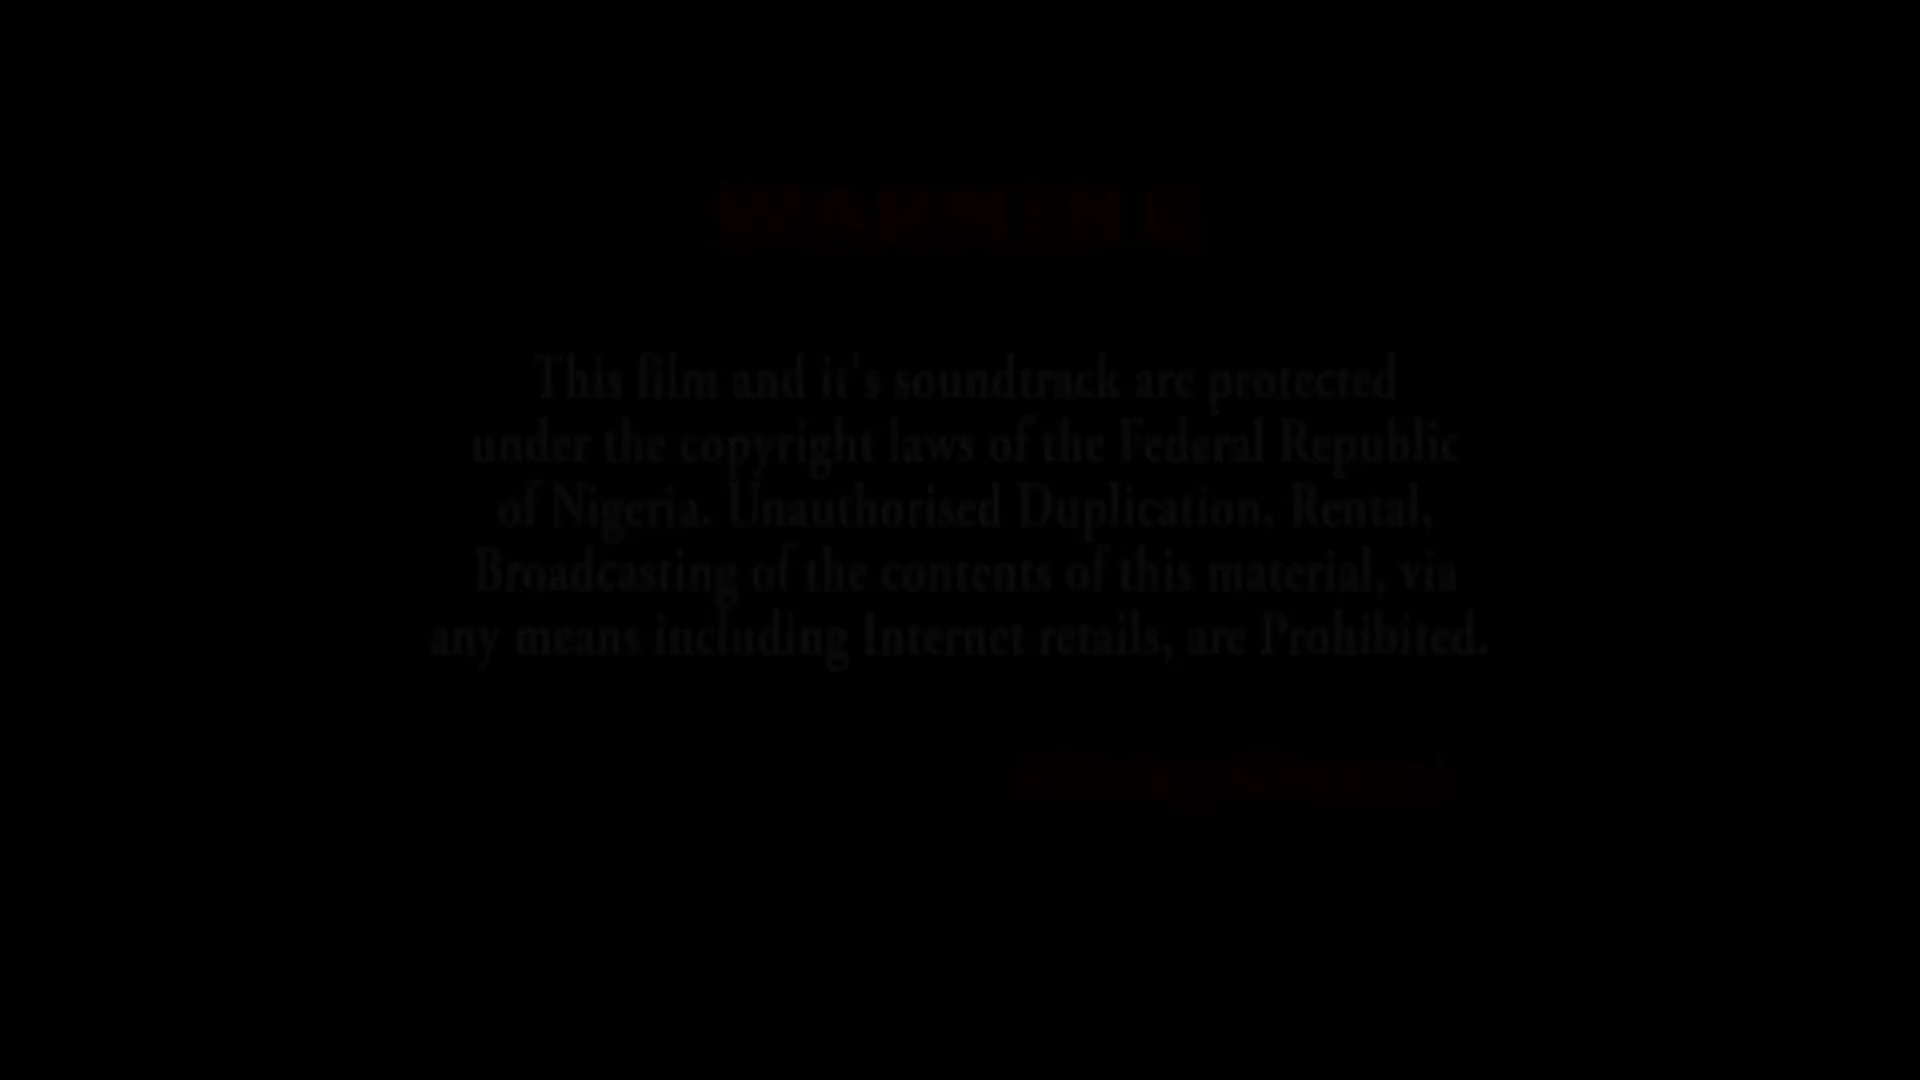 WARNING
This film and it's soundtrack are protected
under the copyright laws of the Federal Republic
of Nigeria. Unauthorised Duplication, Rental,
Broadcasting of the contents of this material, via
any means including Internet retails, are Prohibited.